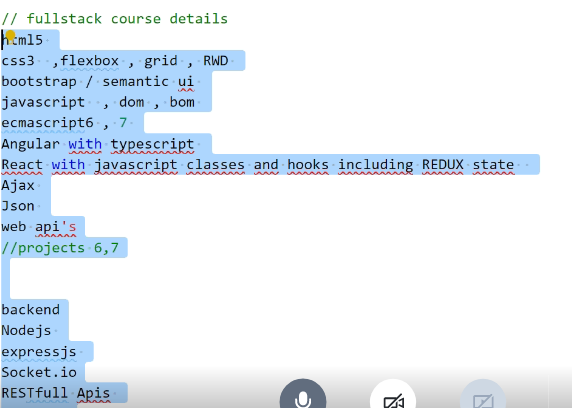 // fullstack course details
html5
css3  ,flexbox , grid , RWD
bootstrap / semantic ui
javascript  , dom , bom
ecmascript6 , 7
Angular with typescript
React with javascript classes and hooks including REDUX state
Ajax
Json
web api's
//projects 6,7
backend
Nodejs
expressjs
Socket.io
RESTfull Apis